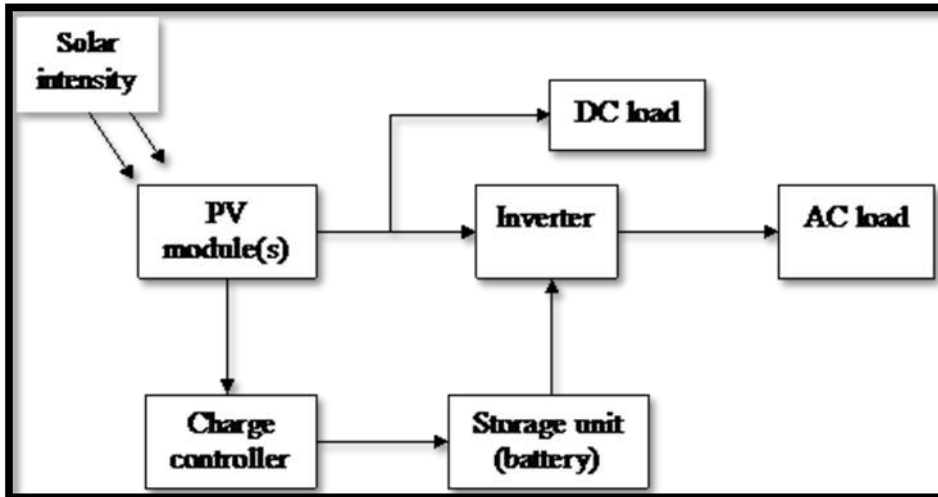 Solar
intensity
DC load
PV
module(s)
Inverter
AC load
Charge
controller
Storage unit
(battery)